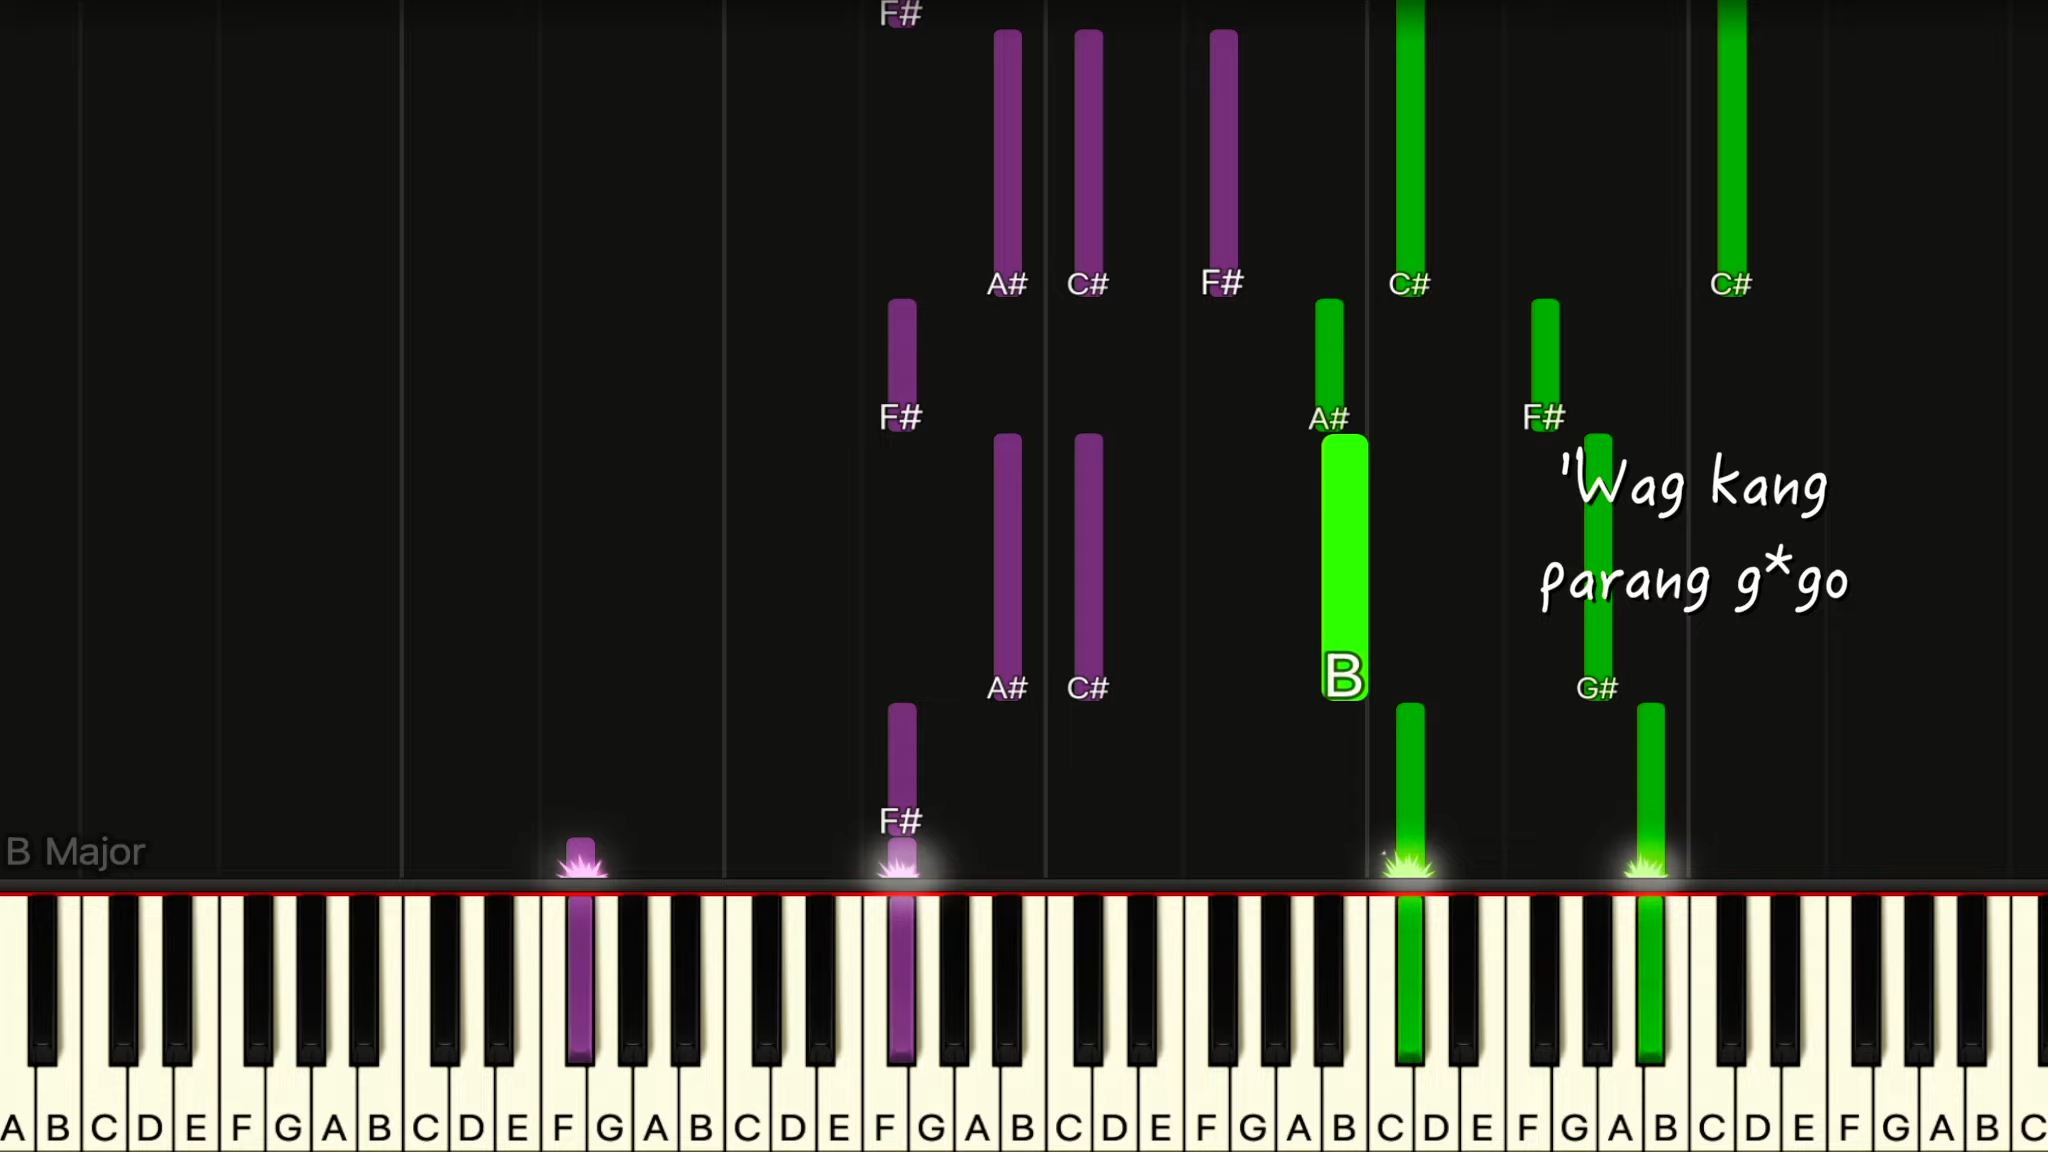 F#
A# C# F# C# C#
F# A# F#
'Wag kang
parang g*go
B
A# C# G#
F#
B Major
A B C D E F G A B C D E F G A B C D E F G A B C D E F G A B C D E F G A B C D E F G A B C